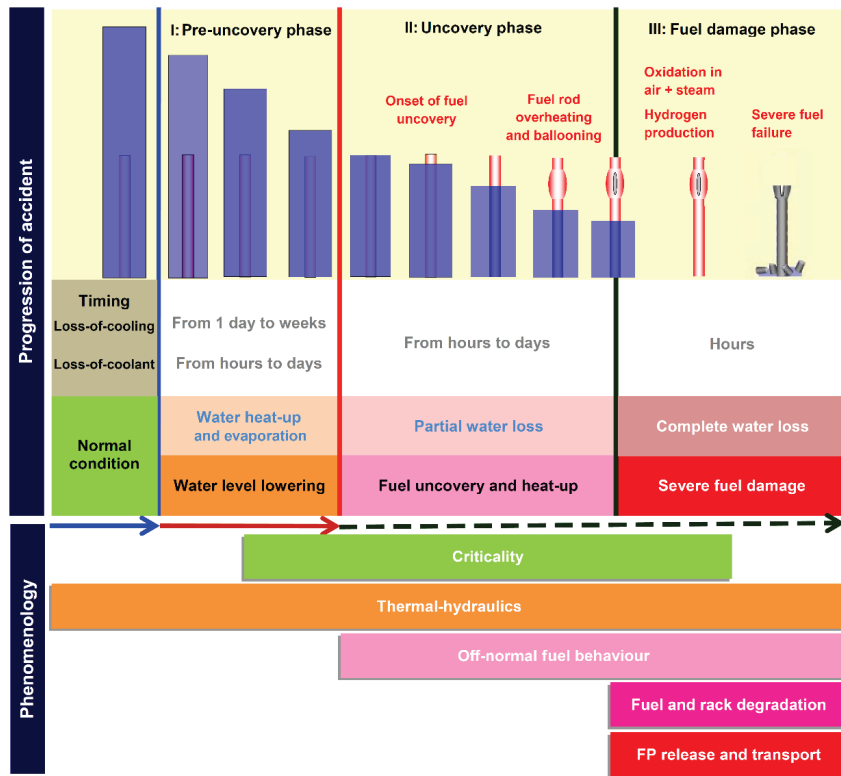 Progression of accident
I: Pre-uncovery phase
II: Uncovery phase
III: Fuel damage phase
Onset of fuel
uncovery
Fuel rod
overheating
and ballooning
Oxidation in
air + steam
Hydrogen
production
Severe fuel
failure
Timing
Loss-of-cooling
From 1 day to weeks
Loss-of-coolant
From hours to days
From hours to days
Hours
Normal
condition
Water heat-up
and evaporation
Partial water loss
Complete water loss
Water level lowering
Fuel uncovery and heat-up
Severe fuel damage
Phenomenology
Criticality
Thermal-hydraulics
Off-normal fuel behaviour
Fuel and rack degradation
FP release and transport